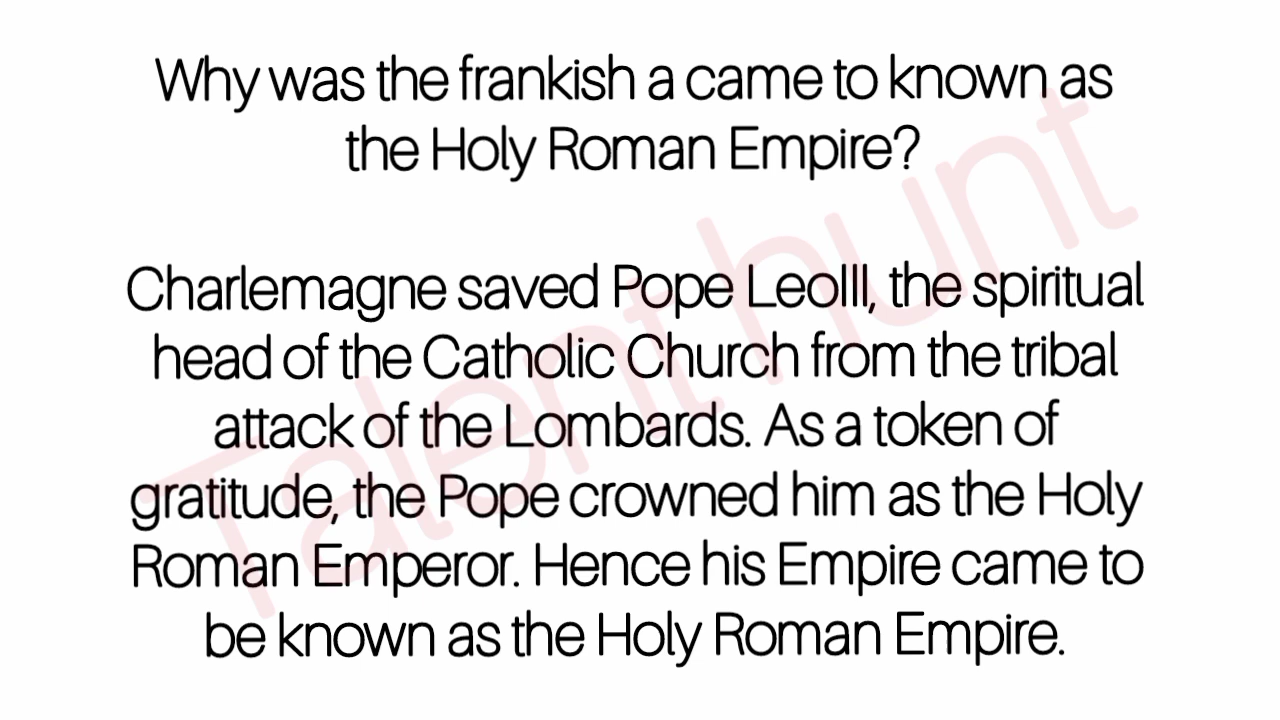 Why was the frankish a came to known as
the Holy Roman Empire?
Charlemagne saved Pope LeoIII, the spiritual
head of the Catholic Church from the tribal
attack of the Lombards. As a token of
gratitude, the Pope crowned him as the Holy
Roman Emperor. Hence his Empire came to
be known as the Holy Roman Empire.
Talent hunt